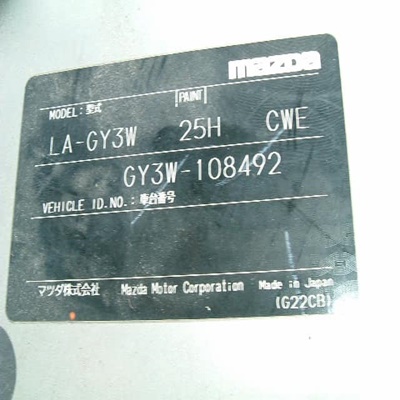 mazda
MODEL:型式 PAINT
LA-GY3W 25H CWE
GY3W-108492
VEHICLE ID.NO.:車台番号
マツダ株式会社 Mazda Motor Corporation Made in Japan
(G22CB)